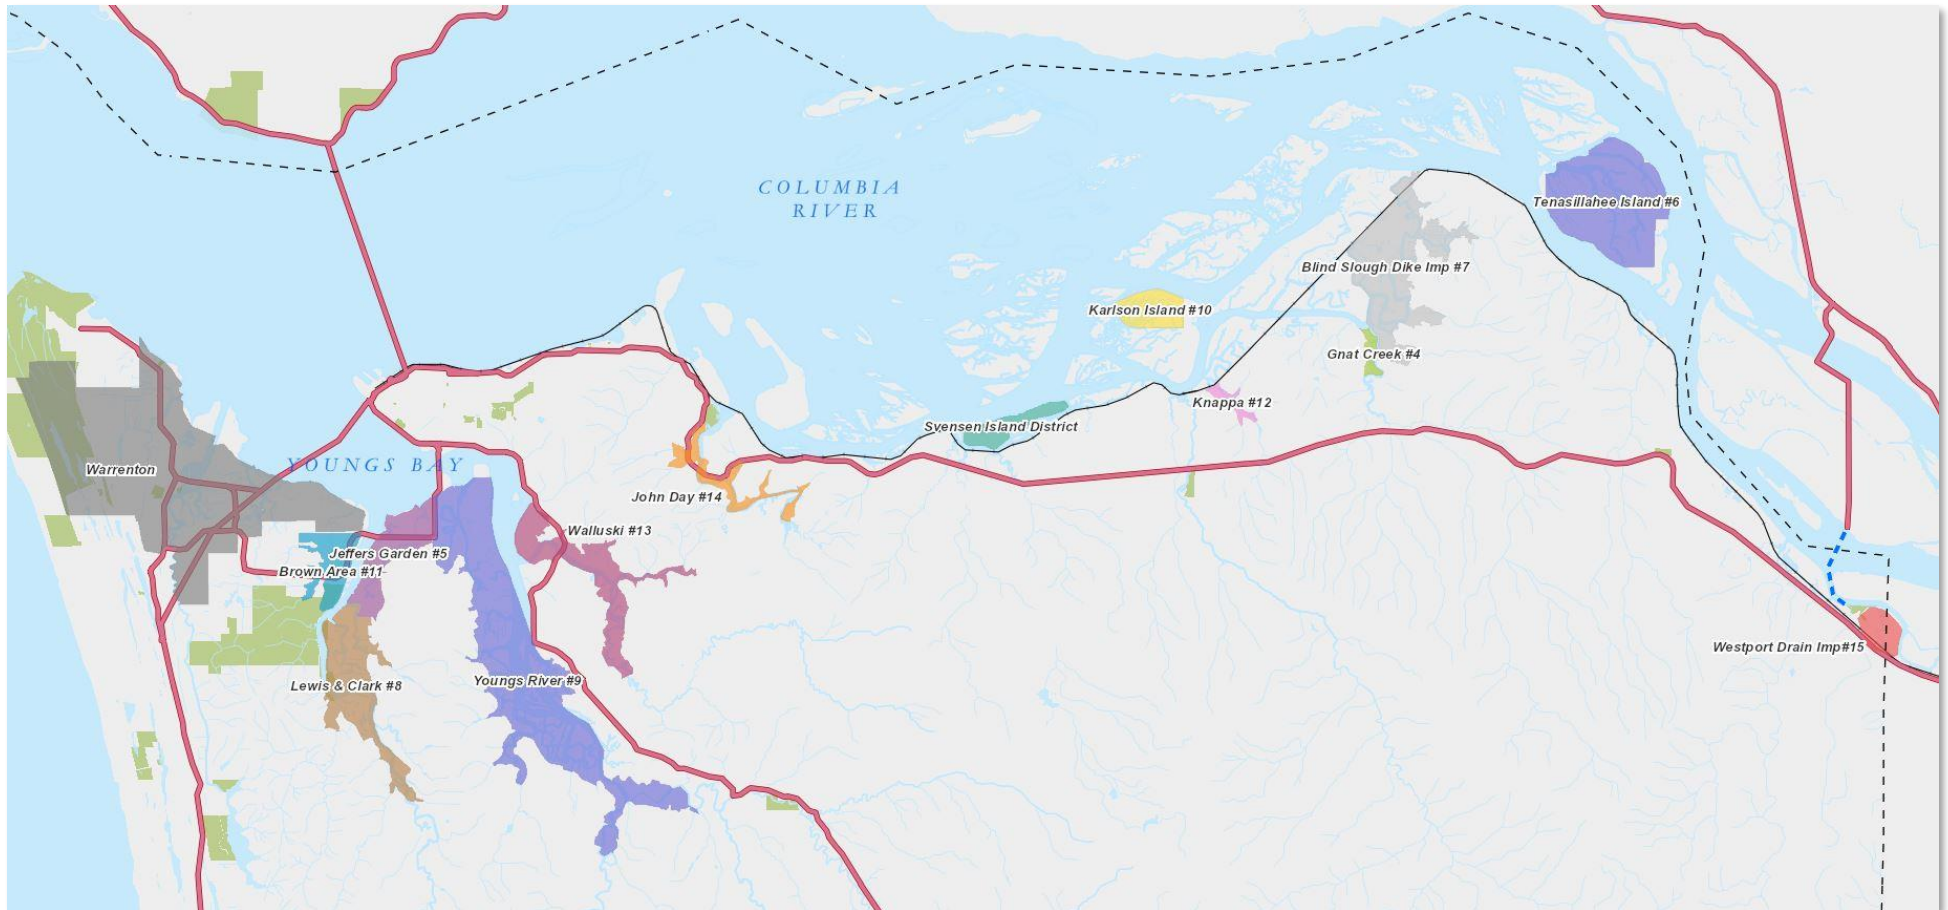 COLUMBIA
RIVER
Tenasillahee Island #6
Blind Slough Dike Imp #7
Karlson Island #10
Gnat Creek #4
Knappa #12
Svensen Island District
YOUNGS BAY
Warrenton
John Day #14
Walluski #13
Jeffers Garden #5
Brown Area #11
Westport Drain Imp#15
Youngs River #9
Lewis & Clark #8